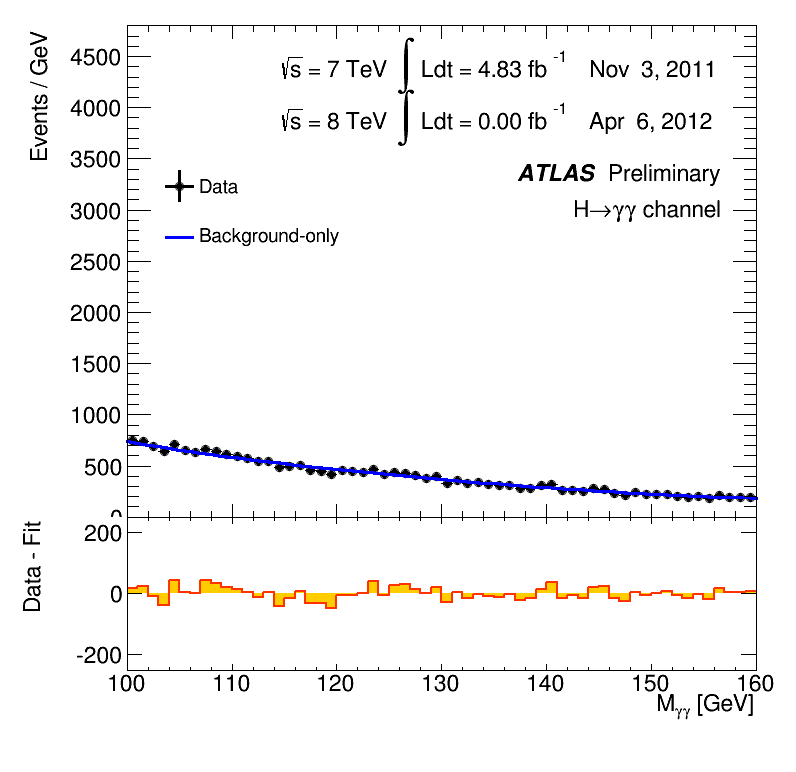 Events / GeV
4500
4000
3500
3000
2500
2000
1500
1000
500
0
√s = 7 TeV ∫ Ldt = 4.83 fb⁻¹ Nov 3, 2011
√s = 8 TeV ∫ Ldt = 0.00 fb⁻¹ Apr 6, 2012
ATLAS Preliminary
H→γγ channel
Data
Background-only
Data - Fit
200
0
-200
100 110 120 130 140 150 160
Mγγ [GeV]